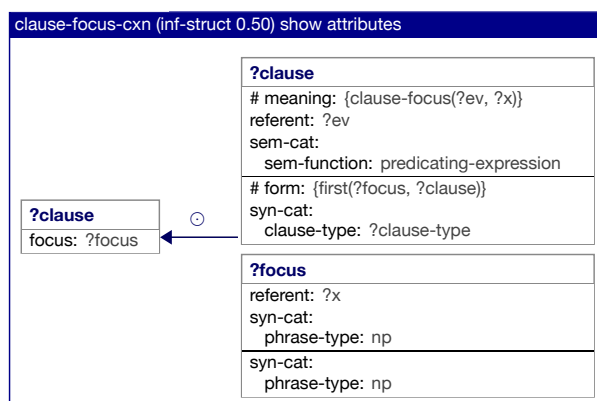 clause-focus-cxn (inf-struct 0.50) show attributes
?clause
focus: ?focus
?clause
# meaning: {clause-focus(?ev, ?x)}
referent: ?ev
sem-cat:
sem-function: predicating-expression
# form: {first(?focus, ?clause)}
syn-cat:
clause-type: ?clause-type
?focus
referent: ?x
syn-cat:
phrase-type: np
syn-cat:
phrase-type: np